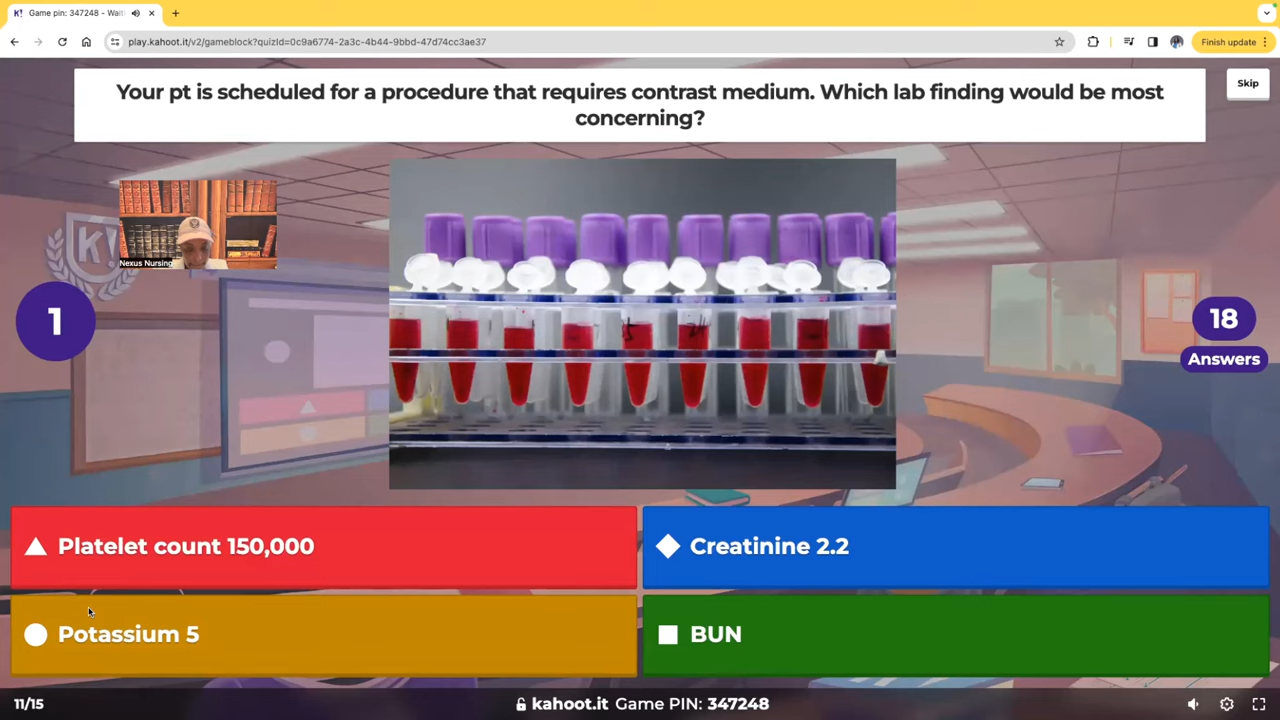 Game pin: 347248 - Wait
play.kahoot.it/v2/gameblock?quizId=0c9a6774-2a3c-4b44-9bbd-47d74cc3ae37
Finish update
Your pt is scheduled for a procedure that requires contrast medium. Which lab finding would be most
concerning?
Skip
Nexus Nursing
K!
1
18
Answers
Platelet count 150,000
Creatinine 2.2
Potassium 5
BUN
11/15
kahoot.it Game PIN: 347248